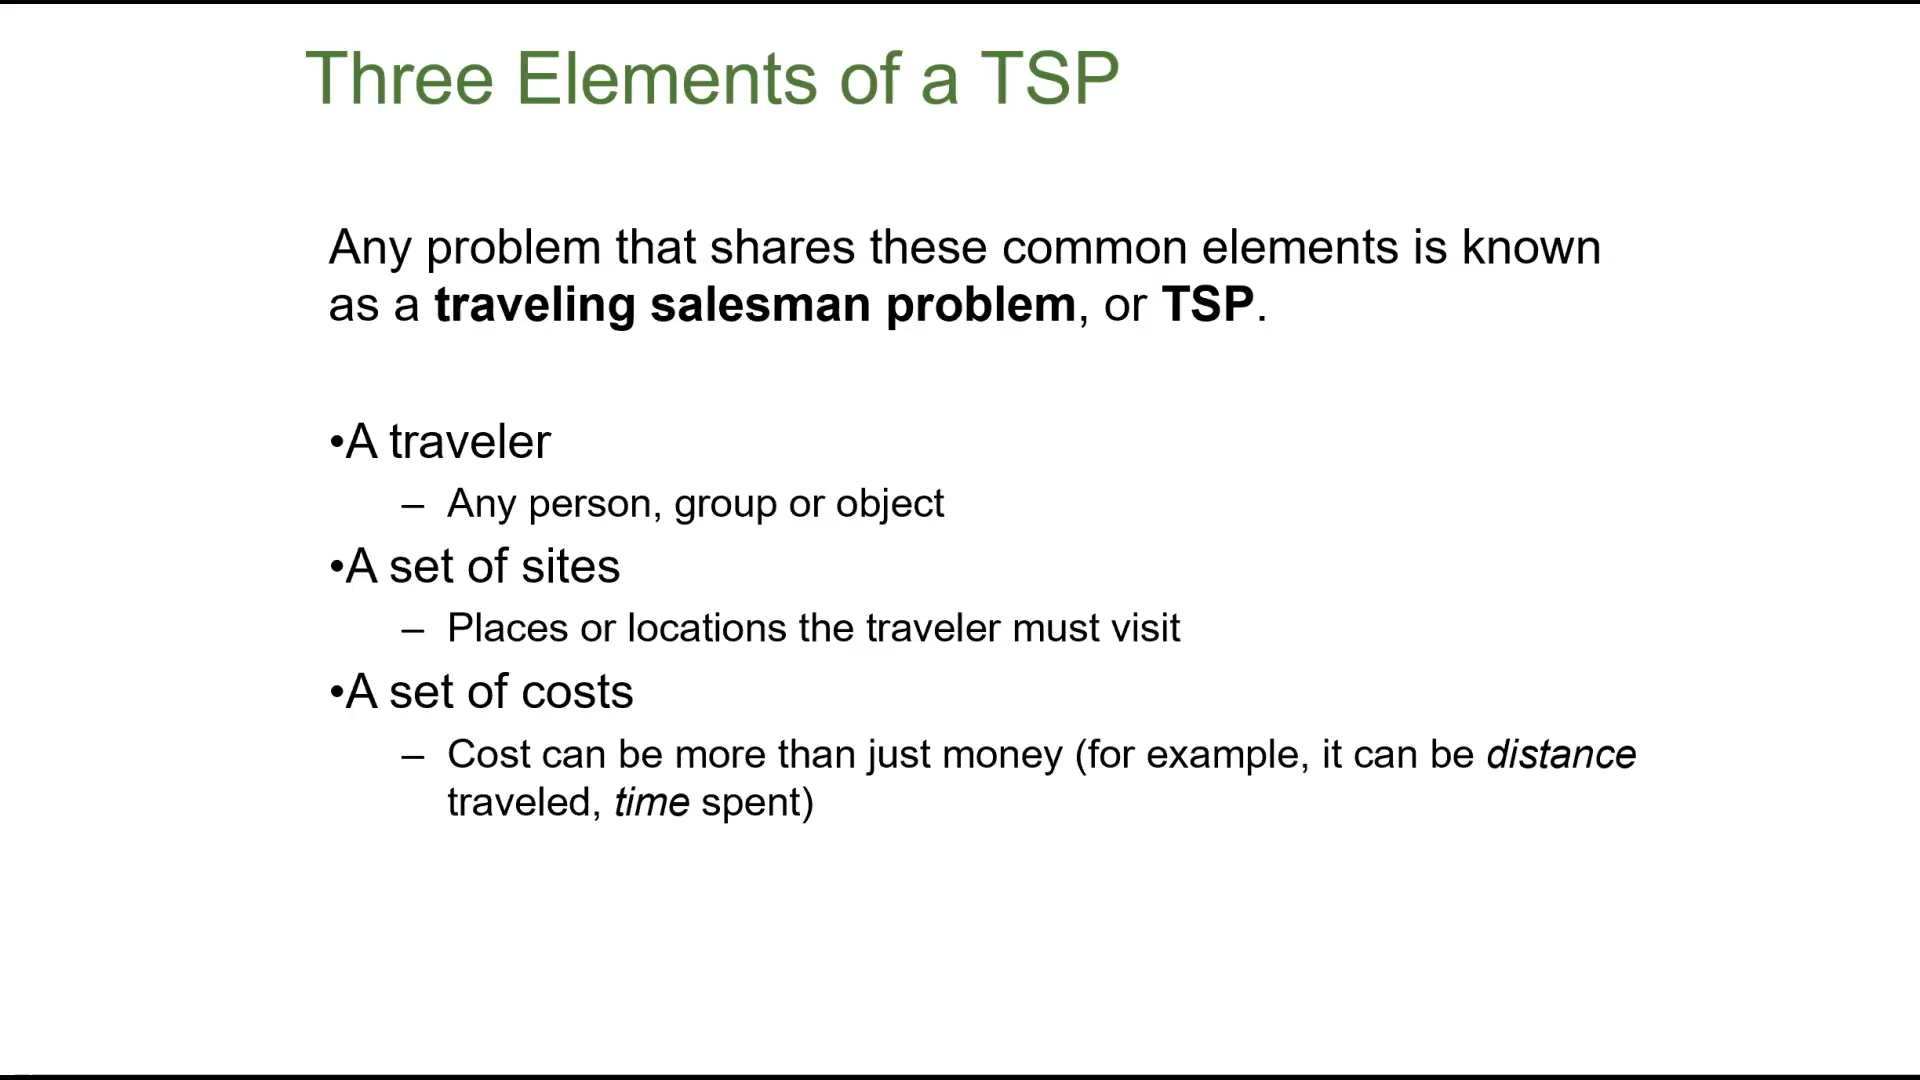 Three Elements of a TSP
Any problem that shares these common elements is known
as a traveling salesman problem, or TSP.
•A traveler
– Any person, group or object
•A set of sites
– Places or locations the traveler must visit
•A set of costs
– Cost can be more than just money (for example, it can be distance
traveled, time spent)